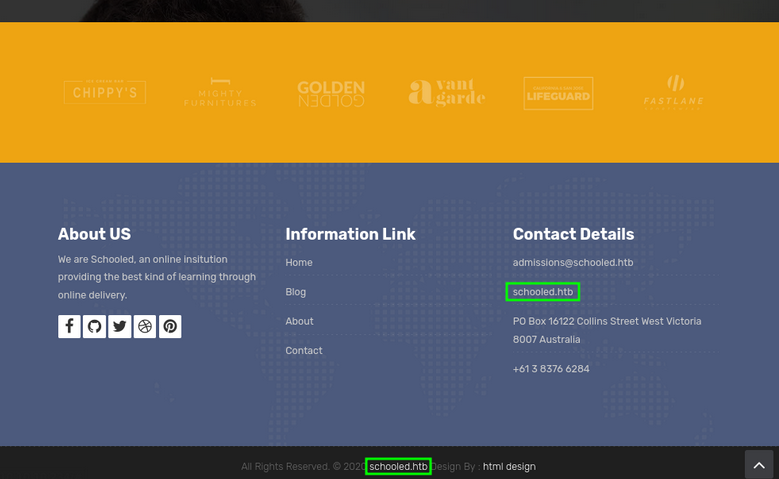 CHIPPY'S
MIGHTY
FURNITURES
GOLDEN
GOLDEN
avant
garde
LIFEGUARD
FASTLANE
About US
We are Schooled, an online insitution
providing the best kind of learning through
online delivery.
Information Link
Home
Blog
About
Contact
Contact Details
admissions@schooled.htb
schooled.htb
PO Box 16122 Collins Street West Victoria
8007 Australia
+61 3 8376 6284
All Rights Reserved. © 2020 schooled.htb Design By : html design